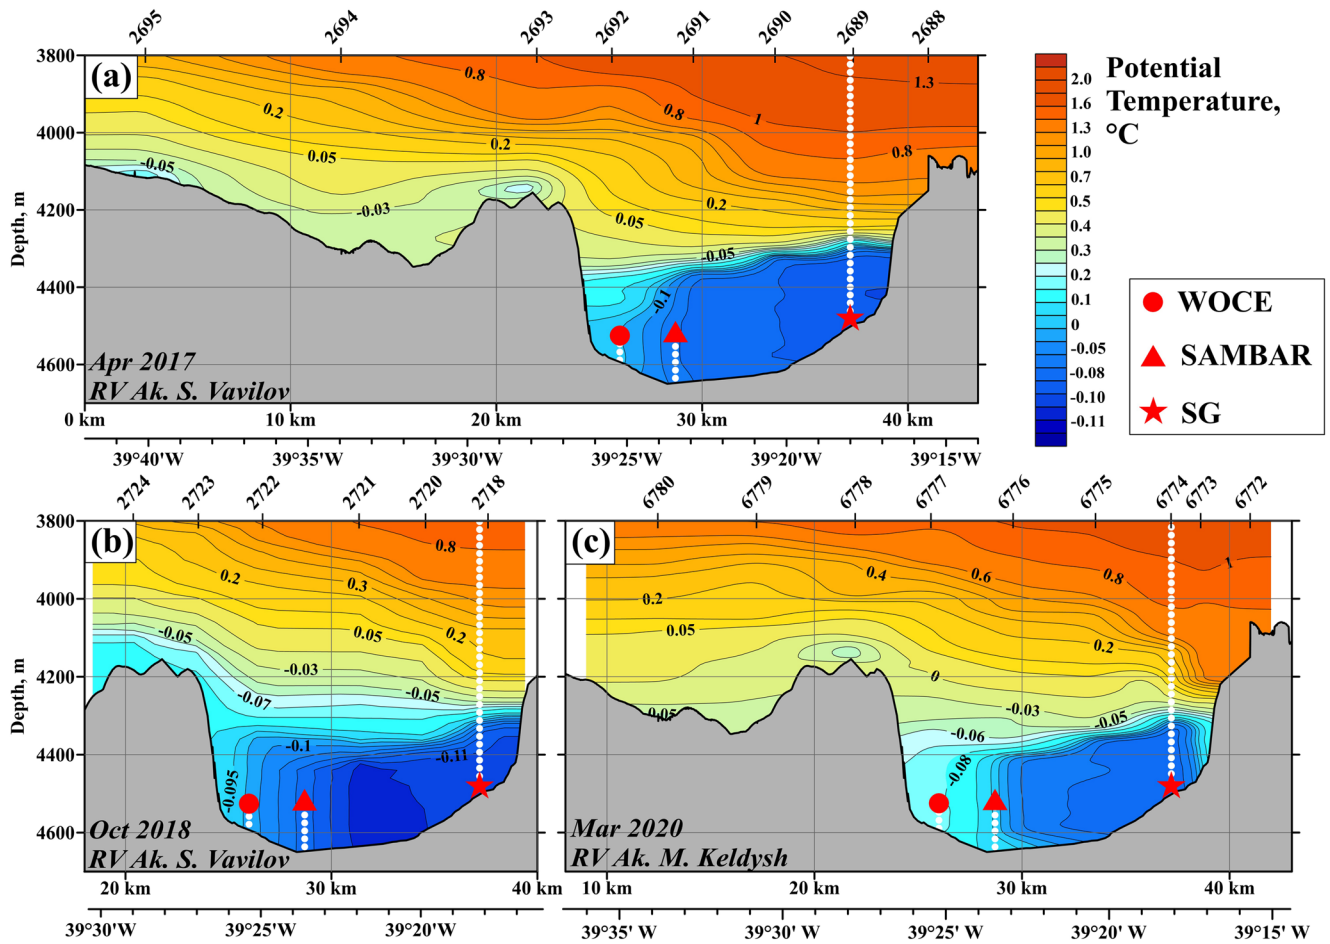 2695 2694 2693 2692 2691 2690 2689 2688
(a)
3800
4000
4200
4400
4600
Depth, m
0.8 1.3
0.2 0.8 1
0.05 0.2 0.8
-0.05
-0.03 0.05 0.2
-0.05
-0.1
Apr 2017
RV Ak. S. Vavilov
0 km 10 km 20 km 30 km 40 km
39°40'W 39°35'W 39°30'W 39°25'W 39°20'W 39°15'W
Potential
Temperature,
°C
2.0
1.6
1.3
1.0
0.7
0.5
0.4
0.3
0.2
0.1
0
-0.05
-0.08
-0.10
-0.11
WOCE
SAMBAR
SG
2724 2723 2722 2721 2720 2718
(b)
3800
4000
4200
4400
4600
Depth, m
0.8
0.2 0.3
-0.05 0.05 0.2
-0.03
-0.07 -0.05
-0.1 -0.11
-0.095
Oct 2018
RV Ak. S. Vavilov
20 km 30 km 40 km
39°30'W 39°25'W 39°20'W
6780 6779 6778 6777 6776 6775 6774 6773 6772
(c)
0.4 0.6 0.8 1
0.2
0.05 0.2
0
0.05 -0.03 -0.05
-0.06
-0.08
Mar 2020
RV Ak. M. Keldysh
10 km 20 km 30 km 40 km
39°35'W 39°30'W 39°25'W 39°20'W 39°15'W